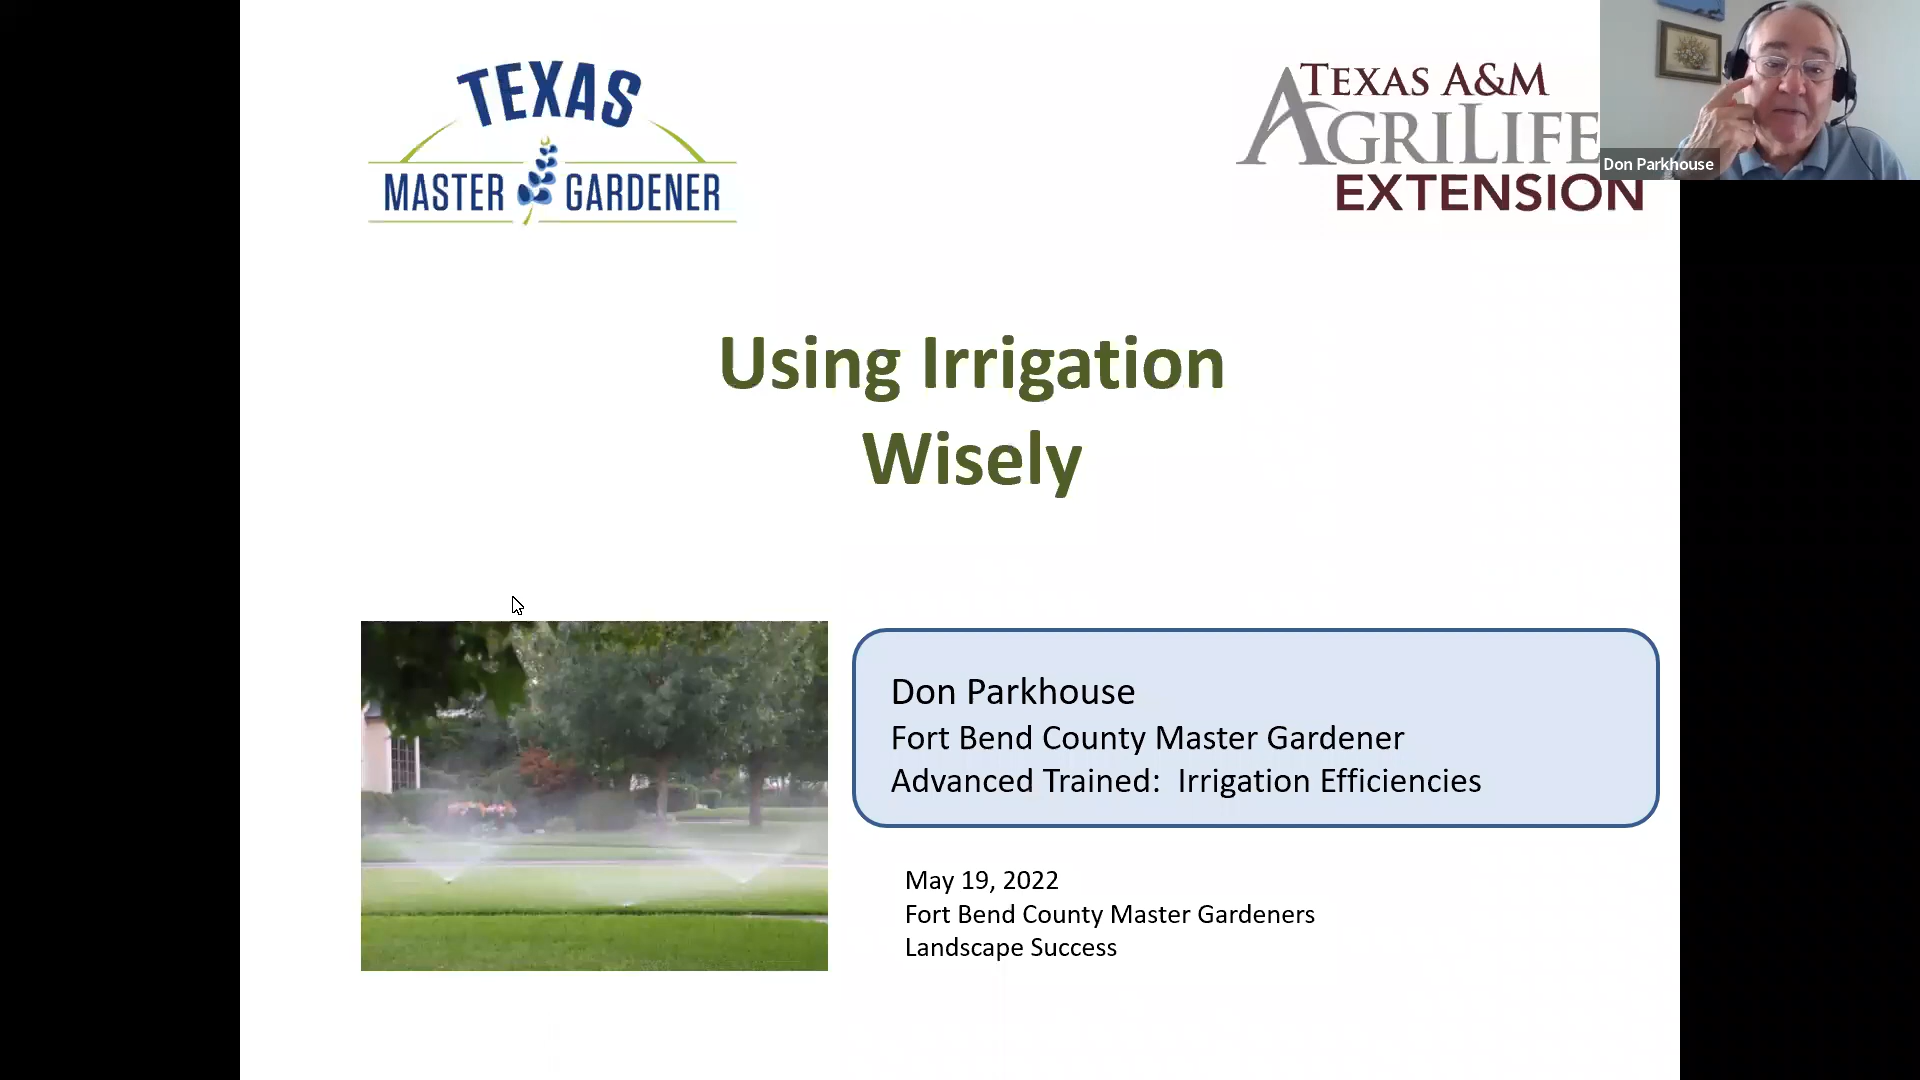 TEXAS
MASTER GARDENER
TEXAS A&M
AGRILIFE
EXTENSION
Don Parkhouse
Using Irrigation
Wisely
Don Parkhouse
Fort Bend County Master Gardener
Advanced Trained: Irrigation Efficiencies
May 19, 2022
Fort Bend County Master Gardeners
Landscape Success